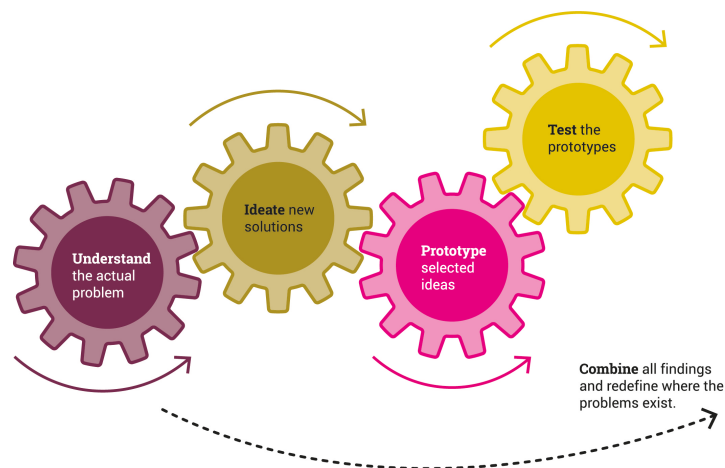 Understand
the actual
problem
Ideate new
solutions
Prototype
selected
ideas
Test the
prototypes
Combine all findings
and redefine where the
problems exist.